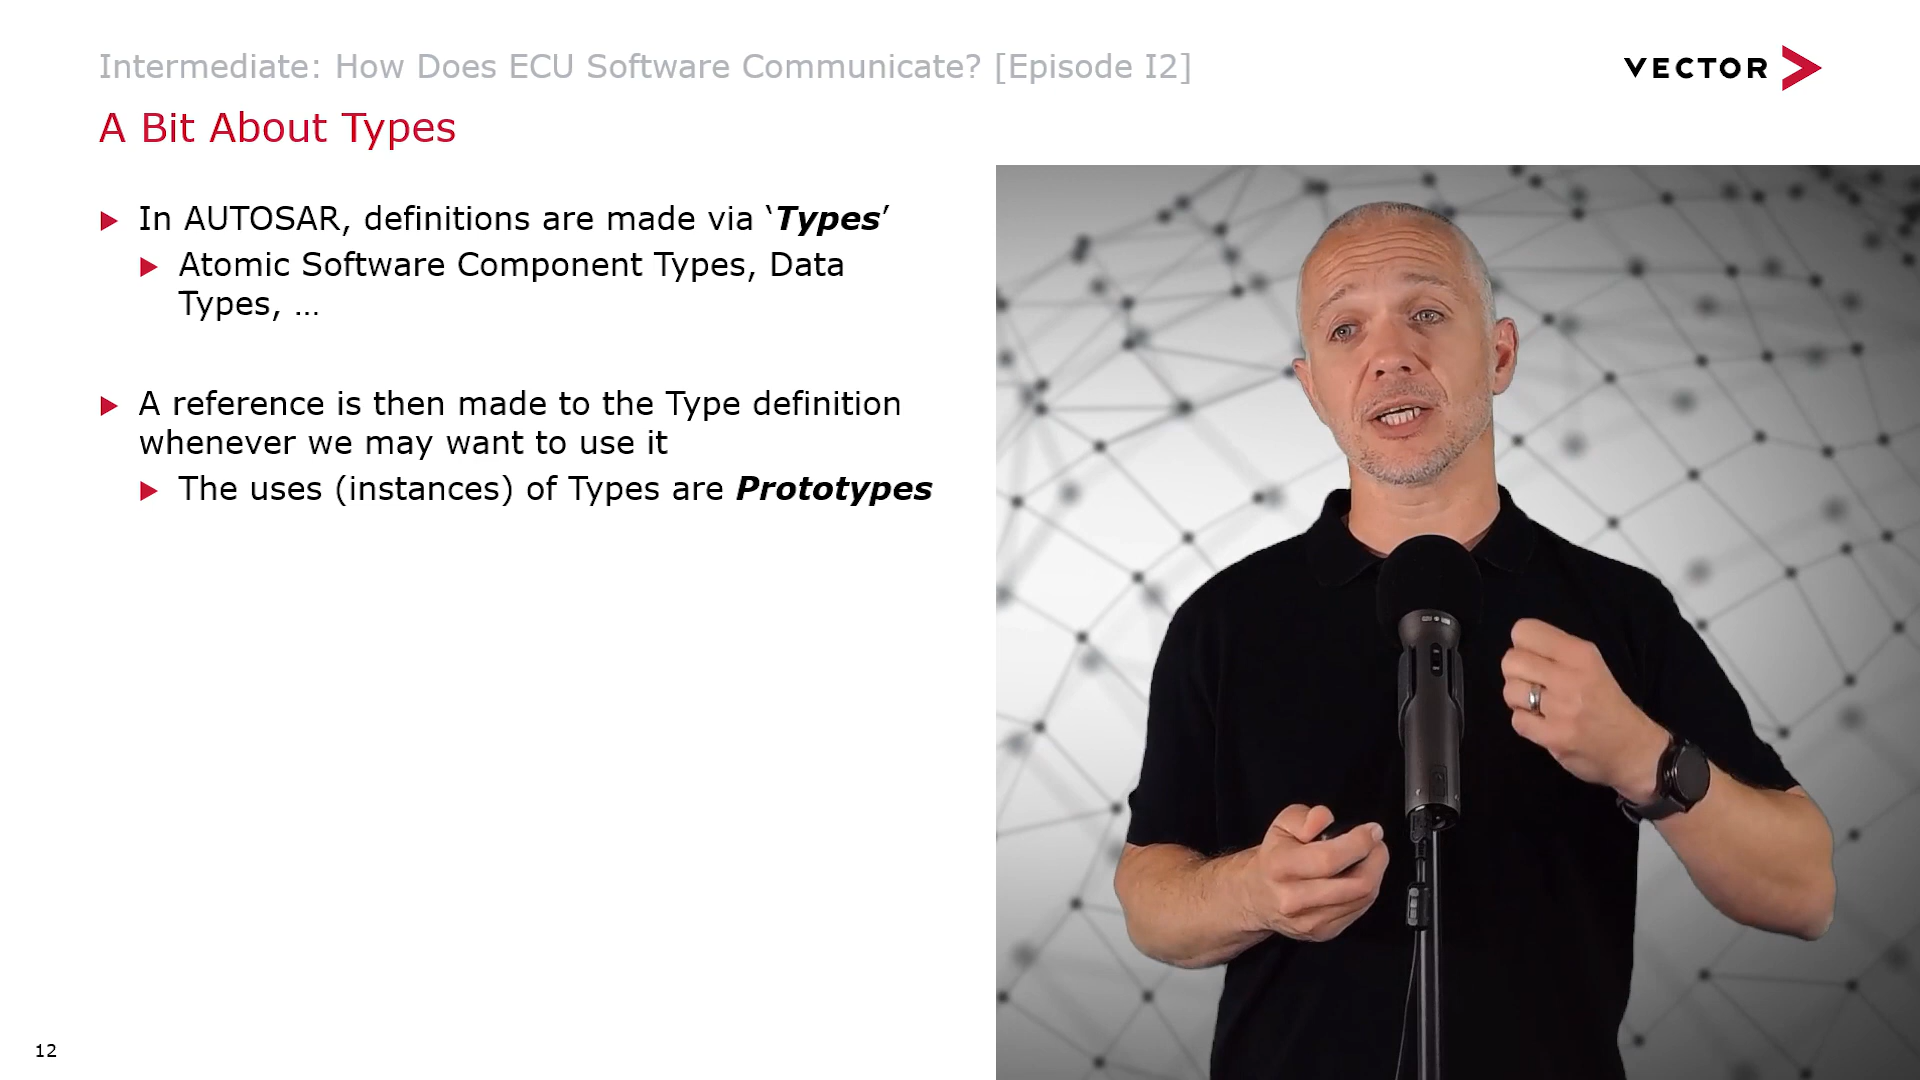 Intermediate: How Does ECU Software Communicate? [Episode I2]
VECTOR
A Bit About Types
In AUTOSAR, definitions are made via ‘Types’
Atomic Software Component Types, Data
Types, …
A reference is then made to the Type definition
whenever we may want to use it
The uses (instances) of Types are Prototypes
12